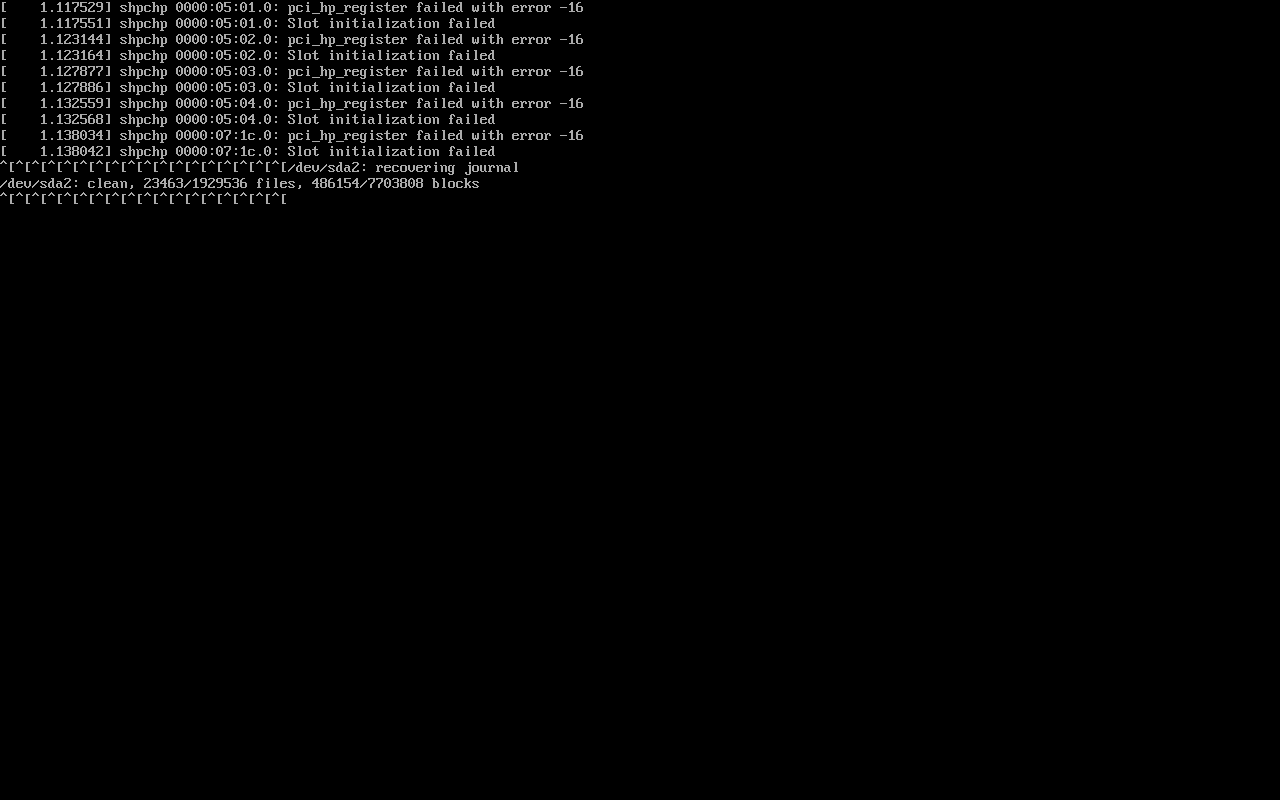 [    1.117529] shpchp 0000:05:01.0: pci_hp_register failed with error -16
[    1.117551] shpchp 0000:05:01.0: Slot initialization failed
[    1.123144] shpchp 0000:05:02.0: pci_hp_register failed with error -16
[    1.123164] shpchp 0000:05:02.0: Slot initialization failed
[    1.127877] shpchp 0000:05:03.0: pci_hp_register failed with error -16
[    1.127886] shpchp 0000:05:03.0: Slot initialization failed
[    1.132559] shpchp 0000:05:04.0: pci_hp_register failed with error -16
[    1.132568] shpchp 0000:05:04.0: Slot initialization failed
[    1.138034] shpchp 0000:07:1c.0: pci_hp_register failed with error -16
[    1.138042] shpchp 0000:07:1c.0: Slot initialization failed
^[^[^[^[^[^[^[^[^[^[^[^[^[^[^[^[^[^[/dev/sda2: recovering journal
/dev/sda2: clean, 23463/1929536 files, 486154/7703808 blocks
^[^[^[^[^[^[^[^[^[^[^[^[^[^[^[^[^[^[